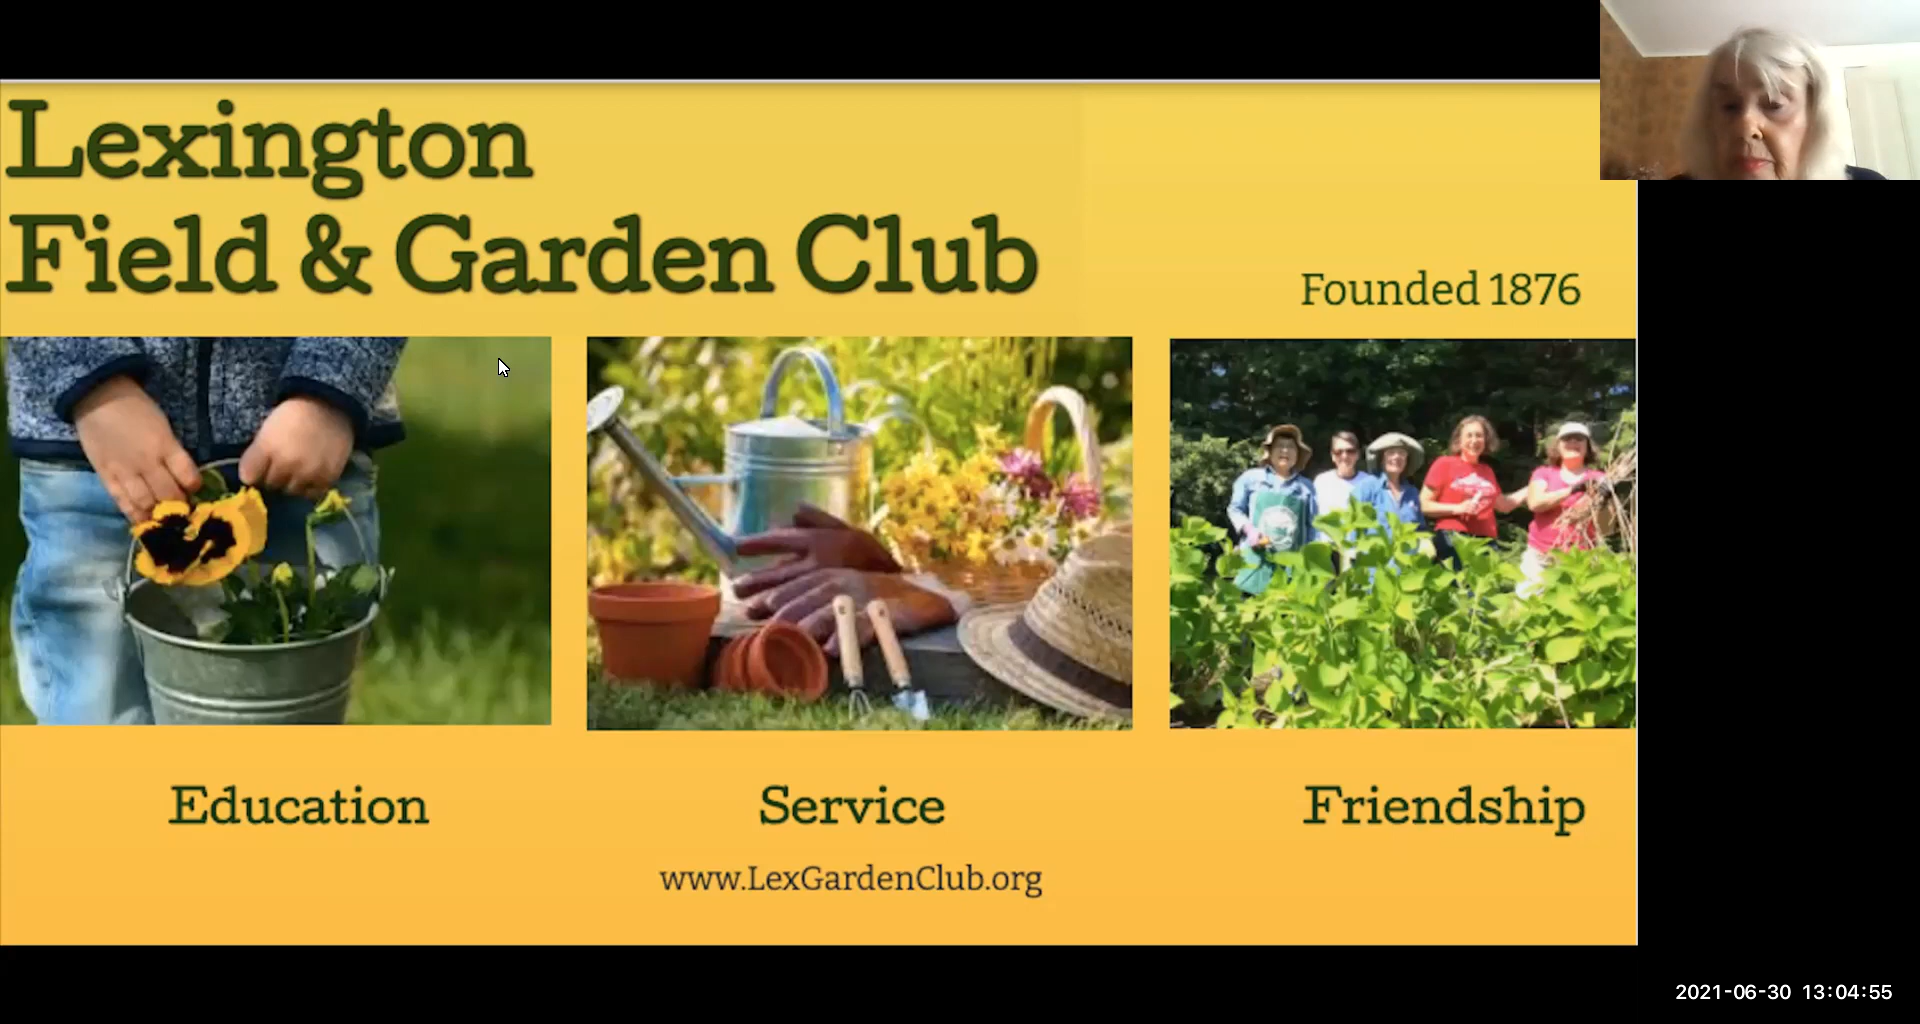 Lexington
Field & Garden Club
Founded 1876
Education
Service
Friendship
www.LexGardenClub.org
2021-06-30 13:04:55